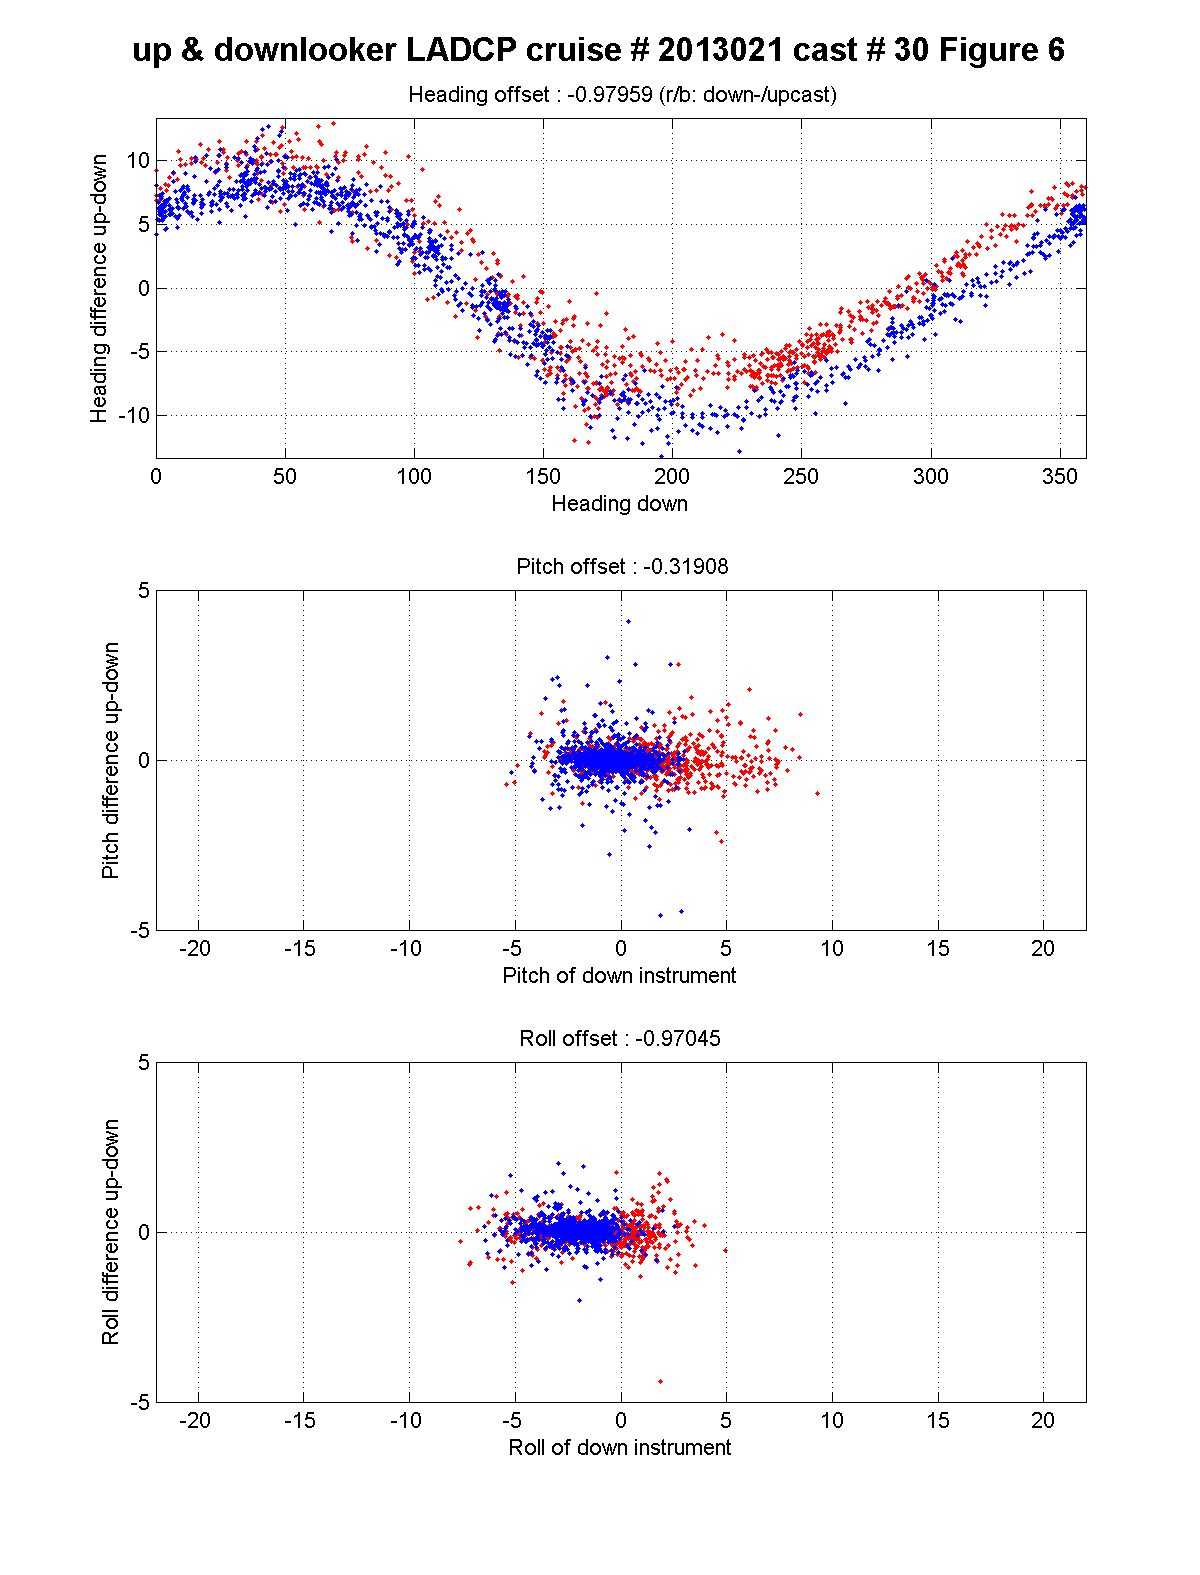 up & downlooker LADCP cruise # 2013021 cast # 30 Figure 6
Heading offset : -0.97959 (r/b: down-/upcast)
Heading difference up-down
10
5
0
-5
-10
0 50 100 150 200 250 300 350
Heading down
Pitch offset : -0.31908
Pitch difference up-down
5
0
-5
-20 -15 -10 -5 0 5 10 15 20
Pitch of down instrument
Roll offset : -0.97045
Roll difference up-down
5
0
-5
-20 -15 -10 -5 0 5 10 15 20
Roll of down instrument